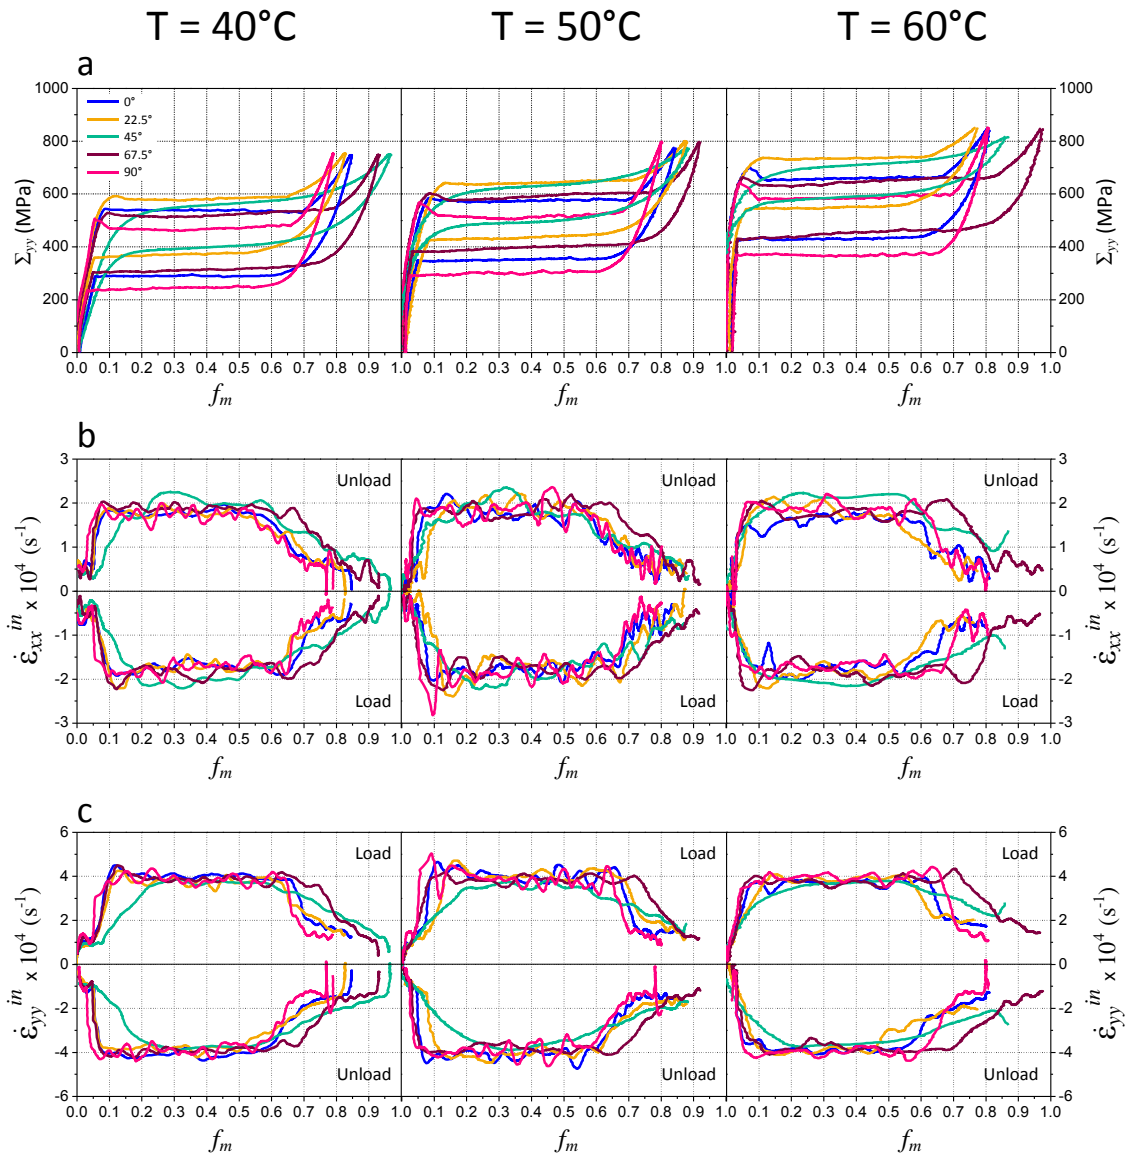 T = 40°C T = 50°C T = 60°C
a
1000 1000
800 800
600 600
400 400
200 200
0 0
0°
22.5°
45°
67.5°
90°
Σyy (MPa) Σyy (MPa)
0.0 0.1 0.2 0.3 0.4 0.5 0.6 0.7 0.8 0.9 1.0 0.1 0.2 0.3 0.4 0.5 0.6 0.7 0.8 0.9 1.0 0.1 0.2 0.3 0.4 0.5 0.6 0.7 0.8 0.9 1.0
fm fm fm
b
3 3
2 2
1 1
0 0
-1 -1
-2 -2
-3 -3
Unload Unload Unload
Load Load Load
ε̇xx^in x 10^4 (s^-1) ε̇xx^in x 10^4 (s^-1)
0.0 0.1 0.2 0.3 0.4 0.5 0.6 0.7 0.8 0.9 1.0 0.1 0.2 0.3 0.4 0.5 0.6 0.7 0.8 0.9 1.0 0.1 0.2 0.3 0.4 0.5 0.6 0.7 0.8 0.9 1.0
fm fm fm
c
6 6
4 4
2 2
0 0
-2 -2
-4 -4
-6 -6
Load Load Load
Unload Unload Unload
ε̇yy^in x 10^4 (s^-1) ε̇yy^in x 10^4 (s^-1)
0.0 0.1 0.2 0.3 0.4 0.5 0.6 0.7 0.8 0.9 1.0 0.1 0.2 0.3 0.4 0.5 0.6 0.7 0.8 0.9 1.0 0.1 0.2 0.3 0.4 0.5 0.6 0.7 0.8 0.9 1.0
fm fm fm